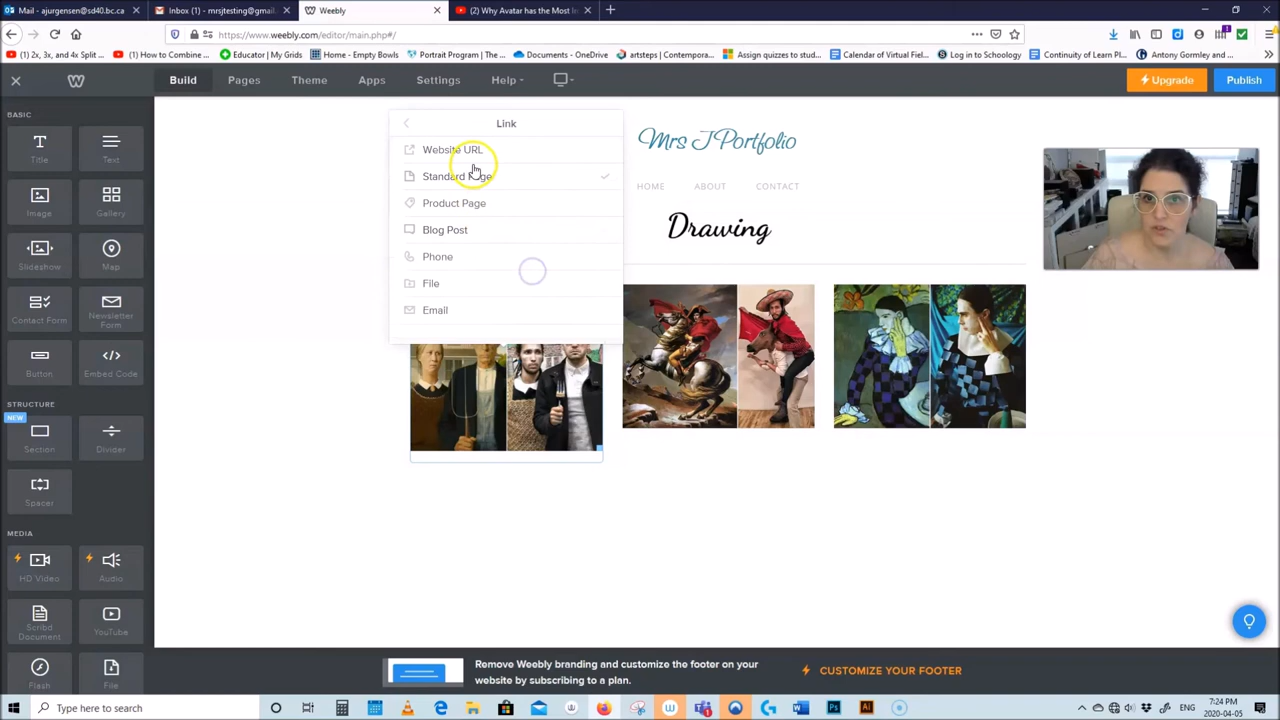 Mail - ajurgensen@sd40.bc.ca
Inbox (1) - mrsjtesting@gmail.
Weebly
(2) Why Avatar has the Most In
https://www.weebly.com/editor/main.php#/
(1) 2x, 3x, and 4x Split ...
(1) How to Combine ...
Educator | My Grids
Home - Empty Bowls
Portrait Program | The ...
Documents - OneDrive
artsteps | Contempora...
Assign quizzes to stud...
Calendar of Virtual Fiel...
Log in to Schoology
Continuity of Learn Pl...
Antony Gormley and ...
Build
Pages
Theme
Apps
Settings
Help
Upgrade
Publish
BASIC
Title
Text
Image
Gallery
Slideshow
Map
Contact Form
Newsletter
Form
Button
Embed Code
STRUCTURE
NEW
Section
Divider
Spacer
MEDIA
HD Video
Audio
Scribd
Document
YouTube
Flash
File
Link
Website URL
Standard Page
Product Page
Blog Post
Phone
File
Email
Mrs J Portfolio
HOME
ABOUT
CONTACT
Drawing
Remove Weebly branding and customize the footer on your
website by subscribing to a plan.
CUSTOMIZE YOUR FOOTER
Type here to search
ENG
7:24 PM
2020-04-05